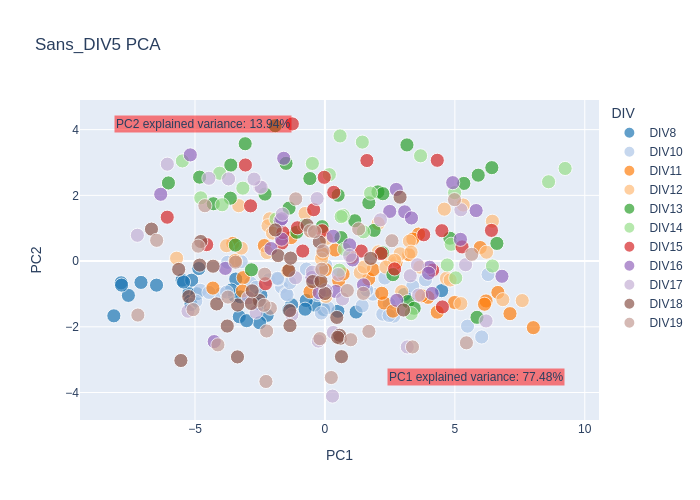 Sans_DIV5 PCA
PC2 explained variance: 13.94%
PC1 explained variance: 77.48%
4
2
0
−2
−4
−5
0
5
10
PC1
PC2
DIV
DIV8
DIV10
DIV11
DIV12
DIV13
DIV14
DIV15
DIV16
DIV17
DIV18
DIV19